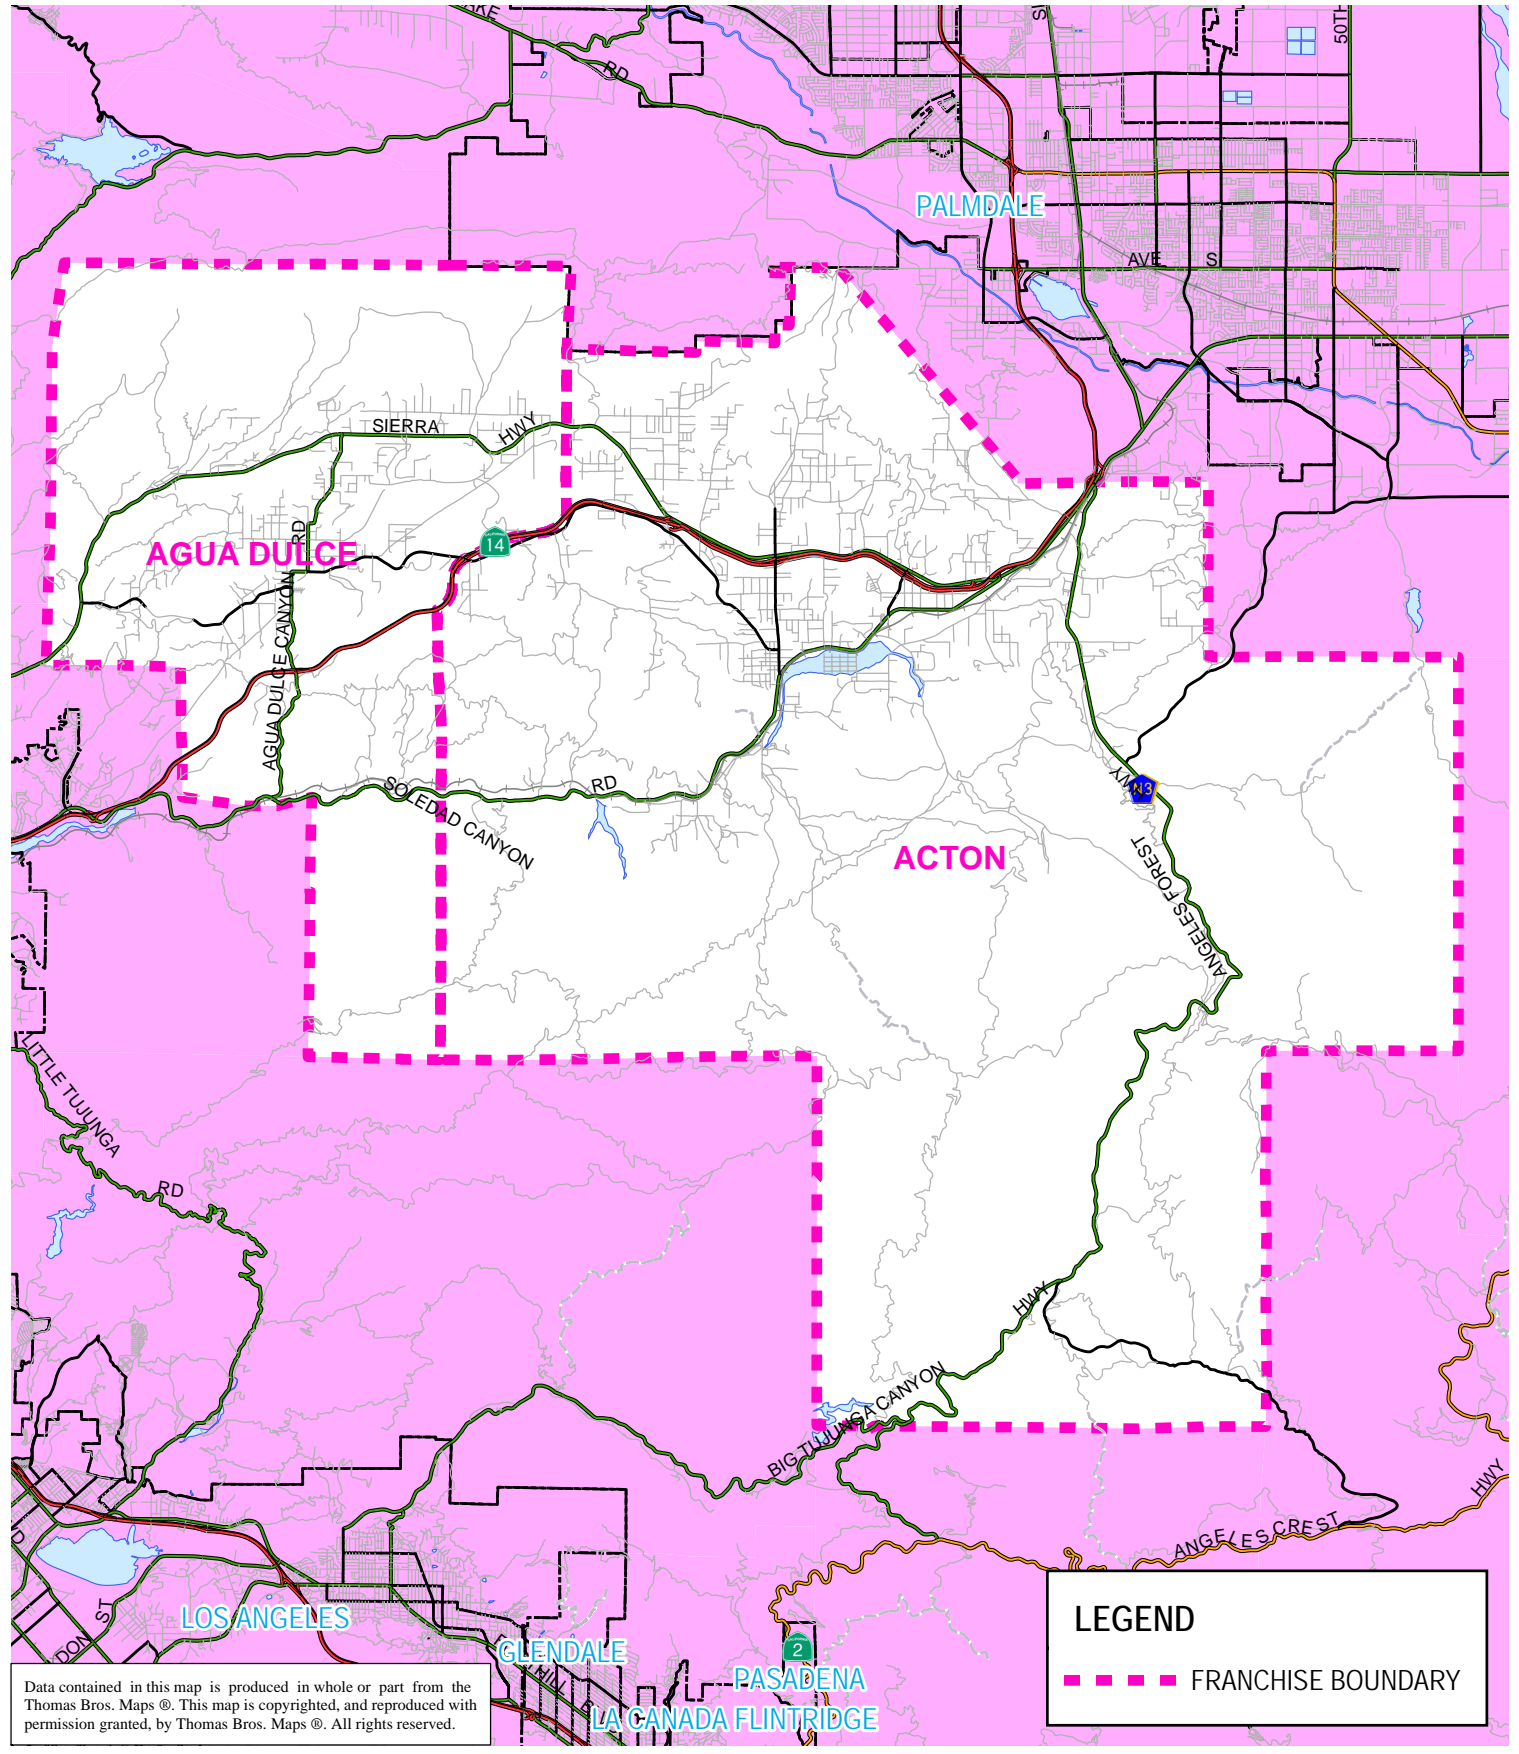 RD
50TH
PALMDALE
AVE S
SIERRA HWY
AGUA DULCE
RD
14
AGUA DULCE CANYON
SOLEDAD CANYON
RD
HWY
ACTON
ANGELES FOREST
LITTLE TUJUNGA
RD
HWY
BIG TUJUNGA CANYON
HWY
ANGELES CREST
ST
LOS ANGELES
GLENDALE
2
PASADENA
LA CANADA FLINTRIDGE
LEGEND
FRANCHISE BOUNDARY
Data contained in this map is produced in whole or part from the
Thomas Bros. Maps ®. This map is copyrighted, and reproduced with
permission granted, by Thomas Bros. Maps ®. All rights reserved.